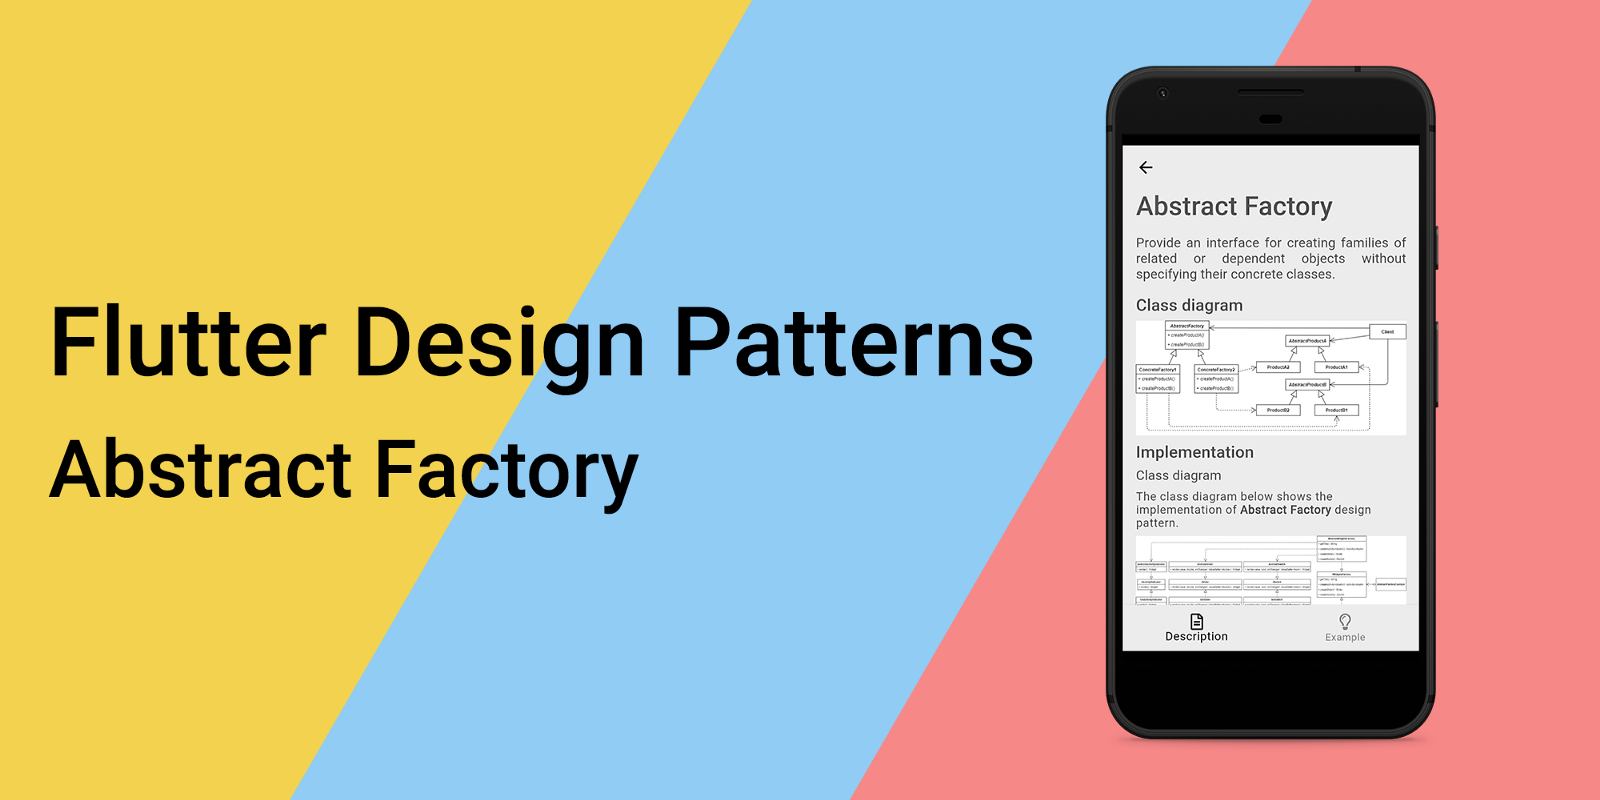 Flutter Design Patterns
Abstract Factory
Abstract Factory
Provide an interface for creating families of
related or dependent objects without
specifying their concrete classes.
Class diagram
AbstractFactory
+ createProductA()
+ createProductB()
Client
AbstractProductA
ConcreteFactory1
+ createProductA()
+ createProductB()
ConcreteFactory2
+ createProductA()
+ createProductB()
ProductA2
ProductA1
AbstractProductB
ProductB2
ProductB1
Implementation
Class diagram
The class diagram below shows the
implementation of Abstract Factory design
pattern.
Description
Example